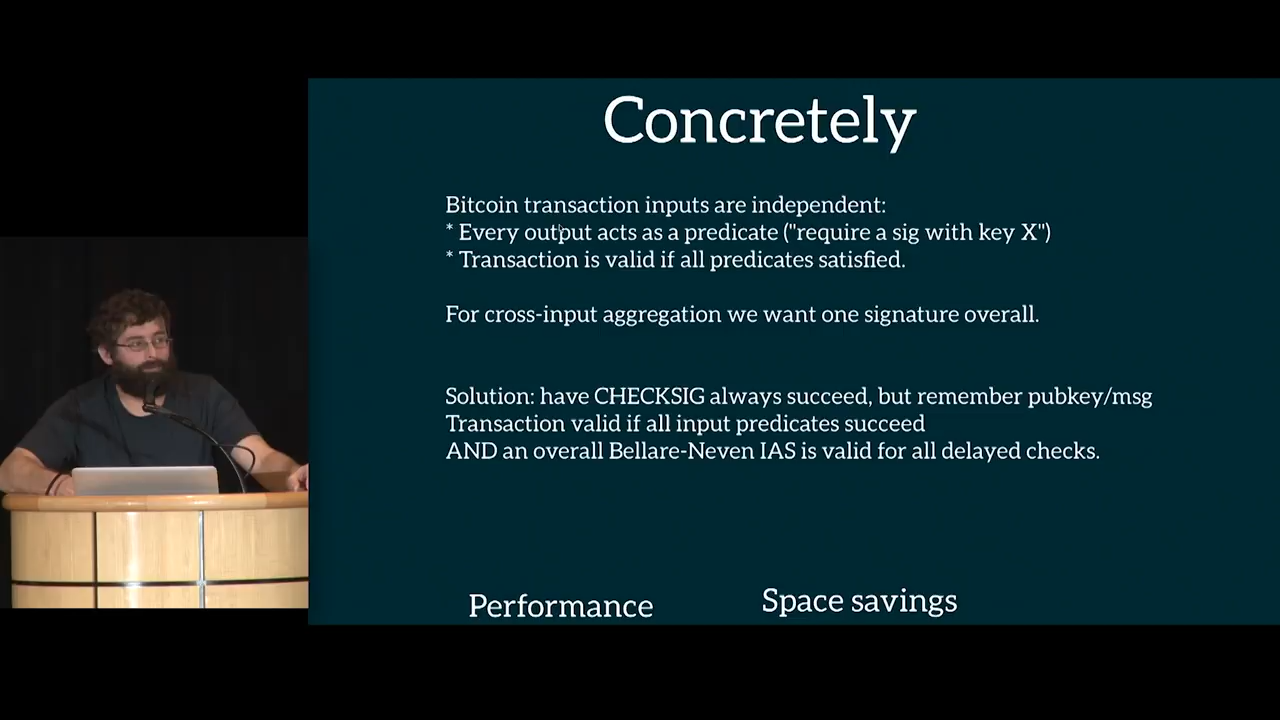 Concretely
Bitcoin transaction inputs are independent:
* Every output acts as a predicate ("require a sig with key X")
* Transaction is valid if all predicates satisfied.
For cross-input aggregation we want one signature overall.
Solution: have CHECKSIG always succeed, but remember pubkey/msg
Transaction valid if all input predicates succeed
AND an overall Bellare-Neven IAS is valid for all delayed checks.
Performance
Space savings